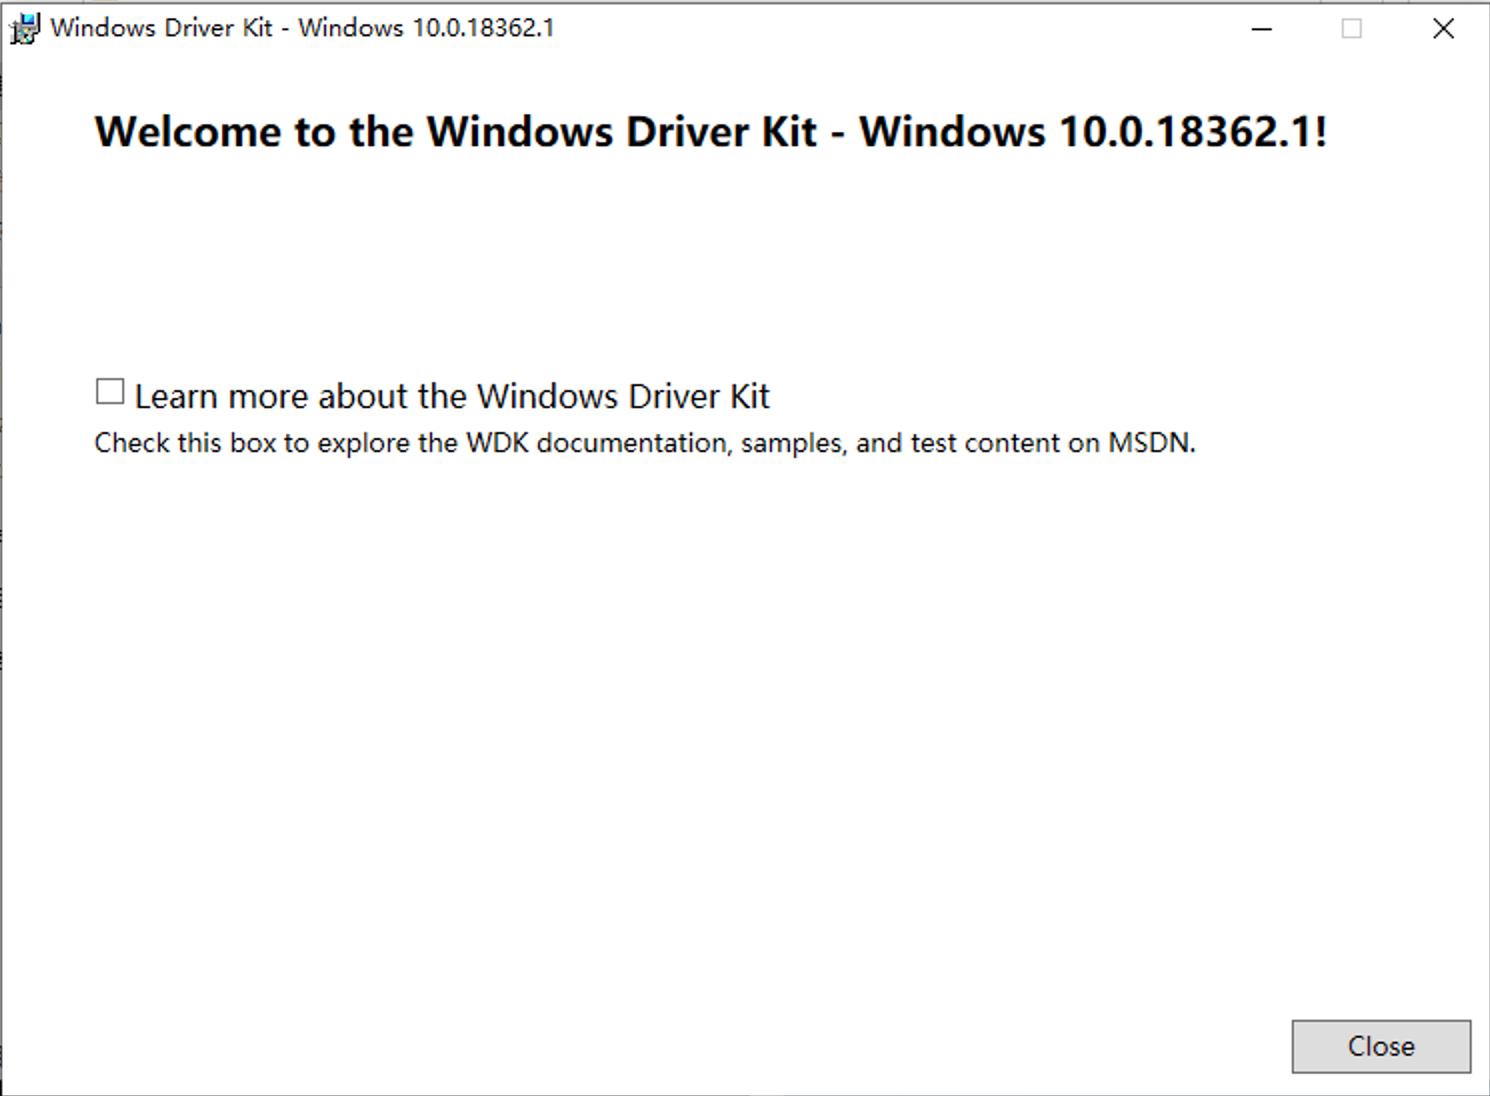 Windows Driver Kit - Windows 10.0.18362.1
Welcome to the Windows Driver Kit - Windows 10.0.18362.1!
Learn more about the Windows Driver Kit
Check this box to explore the WDK documentation, samples, and test content on MSDN.
Close